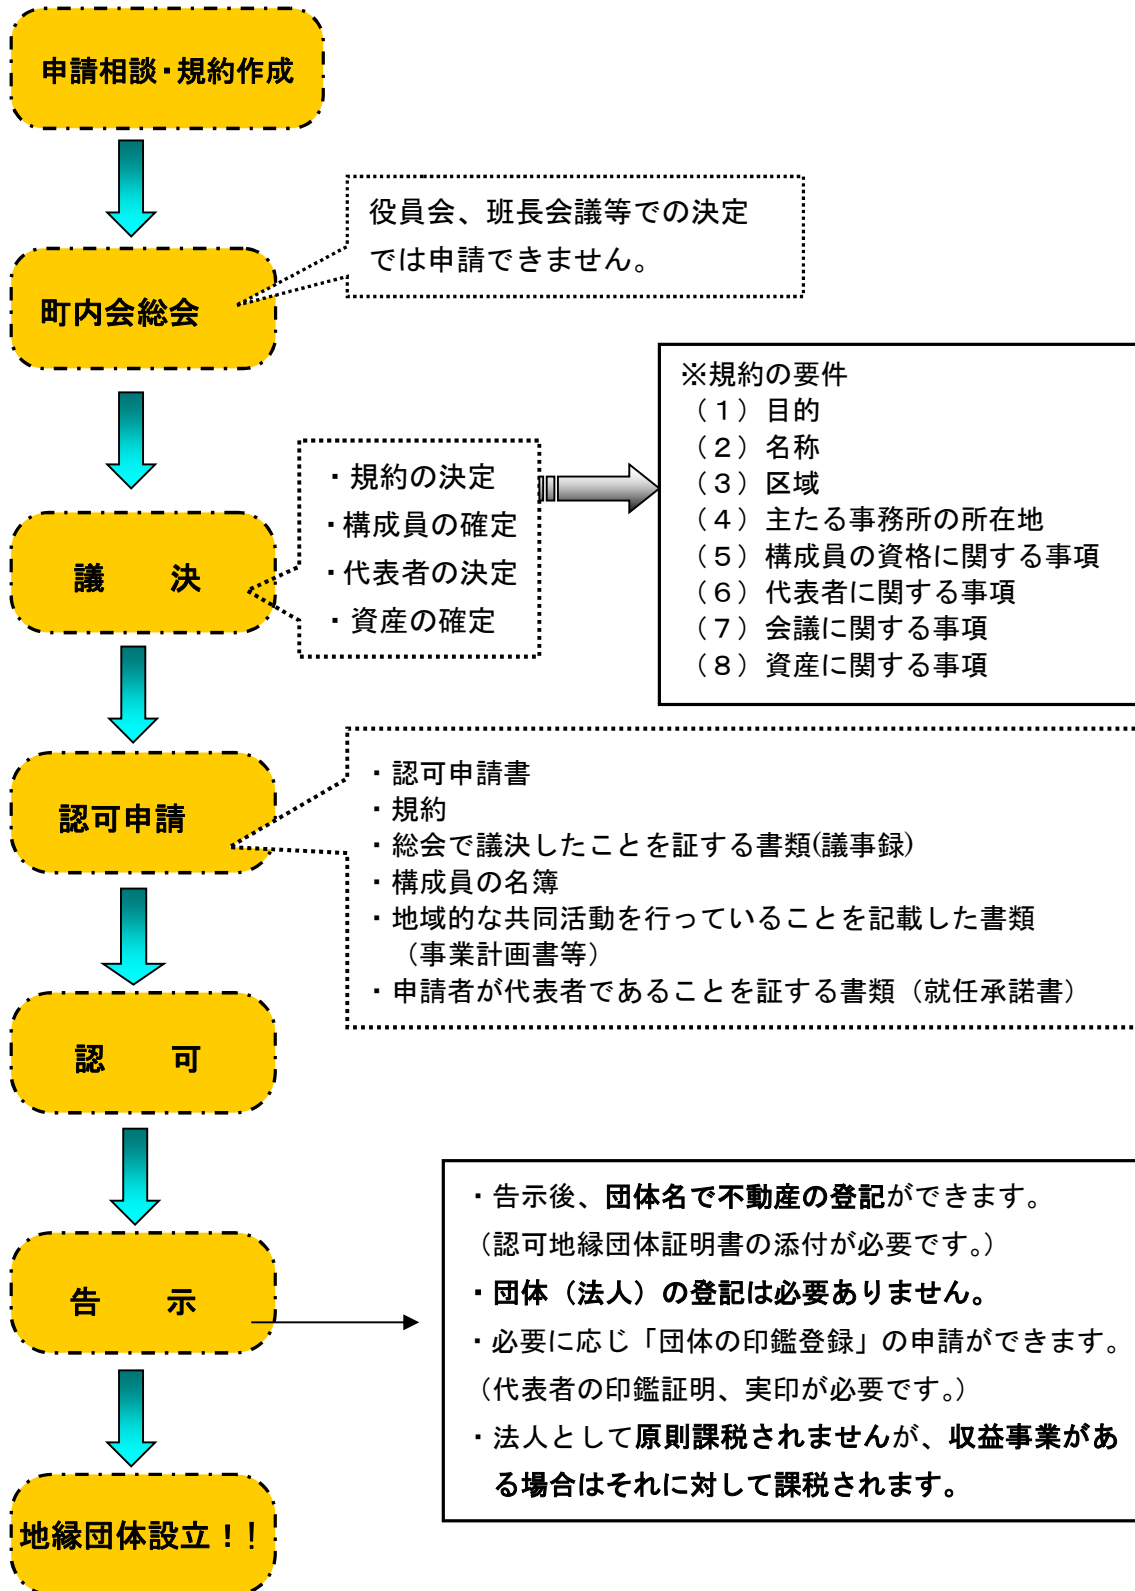 申請相談・規約作成
役員会、班長会議等での決定
では申請できません。
町内会総会
※規約の要件
（１）目的
（２）名称
（３）区域
（４）主たる事務所の所在地
（５）構成員の資格に関する事項
（６）代表者に関する事項
（７）会議に関する事項
（８）資産に関する事項
・規約の決定
・構成員の確定
・代表者の決定
・資産の確定
議　　決
・認可申請書
・規約
・総会で議決したことを証する書類(議事録)
・構成員の名簿
・地域的な共同活動を行っていることを記載した書類
（事業計画書等）
・申請者が代表者であることを証する書類（就任承諾書）
認可申請
認　　可
・告示後、団体名で不動産の登記ができます。
（認可地縁団体証明書の添付が必要です。）
・団体（法人）の登記は必要ありません。
・必要に応じ「団体の印鑑登録」の申請ができます。
（代表者の印鑑証明、実印が必要です。）
・法人として原則課税されませんが、収益事業があ
る場合はそれに対して課税されます。
告　　示
地縁団体設立！！